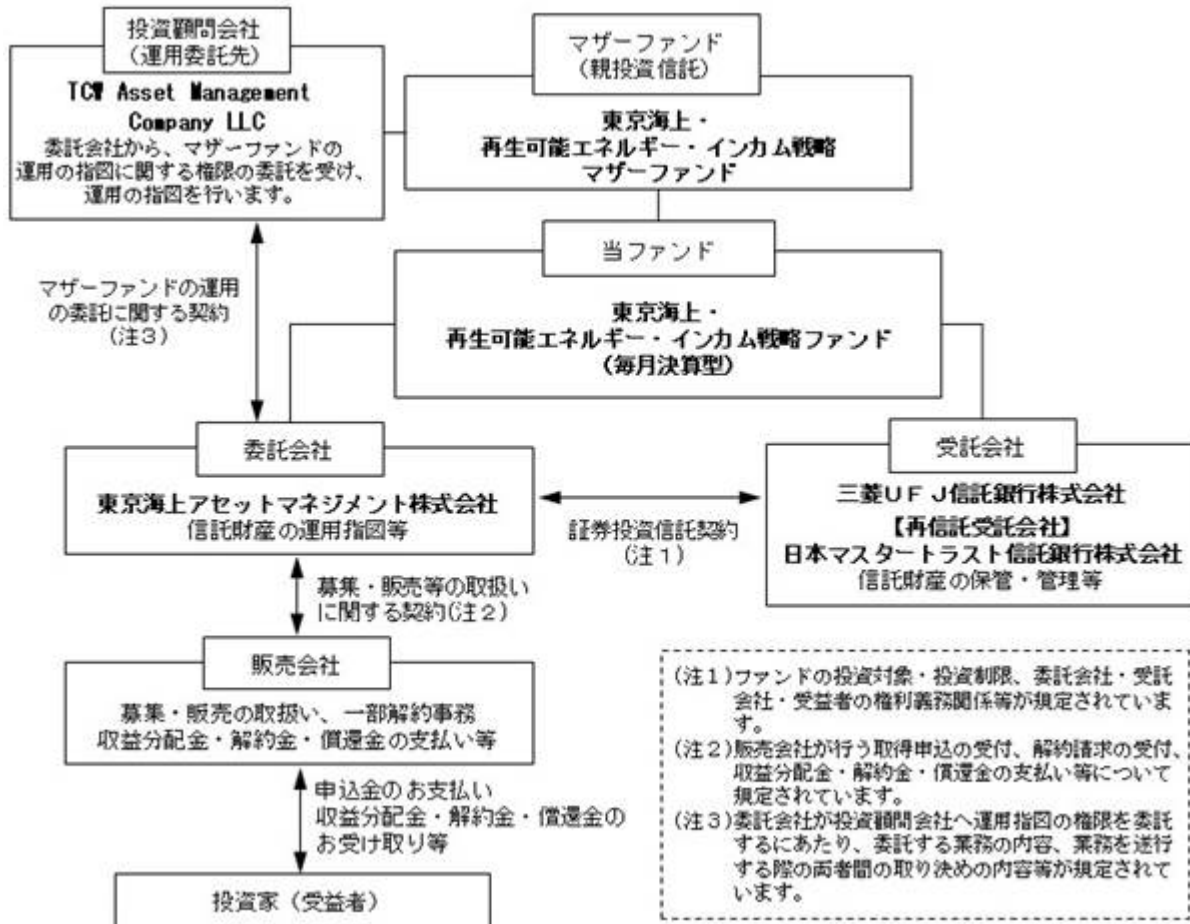 投資顧問会社
（運用委託先）
TCW Asset Management
Company LLC
委託会社から、マザーファンドの
運用の指図に関する権限の委託を受け、
運用の指図を行います。
マザーファンド
（親投資信託）
東京海上・
再生可能エネルギー・インカム戦略
マザーファンド
当ファンド
東京海上・
再生可能エネルギー・インカム戦略ファンド
（毎月決算型）
マザーファンドの運用
の委託に関する契約
(注３)
委託会社
東京海上アセットマネジメント株式会社
信託財産の運用指図等
証券投資信託契約
(注１)
受託会社
三菱ＵＦＪ信託銀行株式会社
【再信託受託会社】
日本マスタートラスト信託銀行株式会社
信託財産の保管・管理等
募集・販売等の取扱い
に関する契約(注２)
販売会社
募集・販売の取扱い、一部解約事務
収益分配金・解約金・償還金の支払い等
申込金のお支払い
収益分配金・解約金・償還金の
お受け取り等
投資家（受益者）
(注１)ファンドの投資対象・投資制限、委託会社・受託
会社・受益者の権利義務関係等が規定されていま
す。
(注２)販売会社が行う取得申込の受付、解約請求の受付、
収益分配金・解約金・償還金の支払い等について
規定されています。
(注３)委託会社が投資顧問会社へ運用指図の権限を委託
するにあたり、委託する業務の内容、業務を遂行
する際の両者間の取り決めの内容等が規定されて
います。